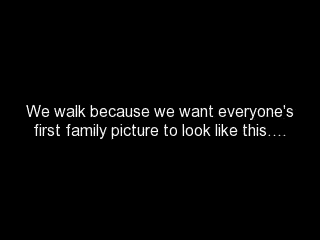 We walk because we want everyone's
first family picture to look like this….